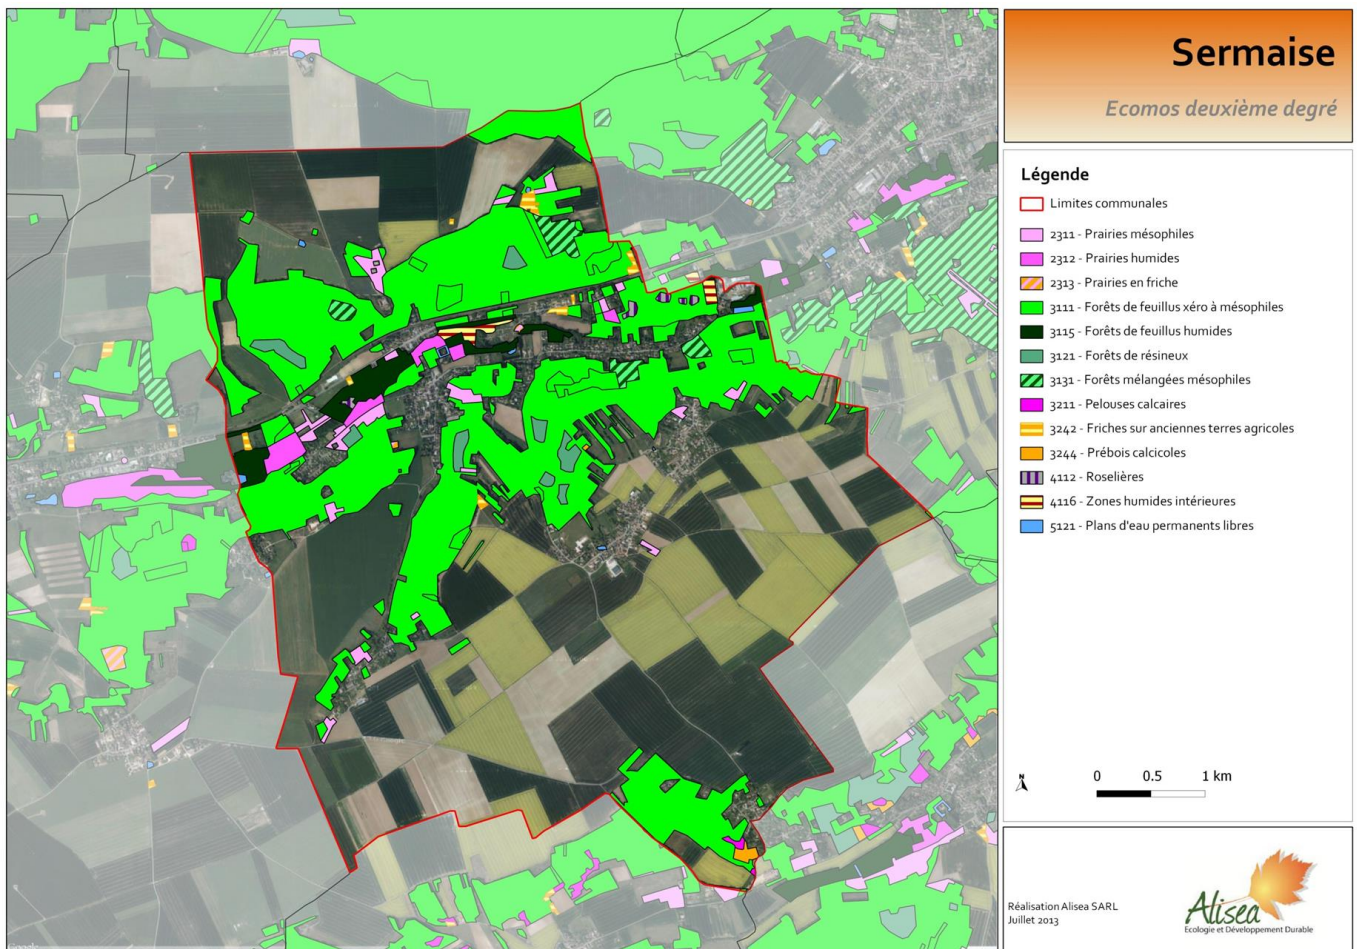 Sermaise
Ecomos deuxième degré
Légende
Limites communales
2311 - Prairies mésophiles
2312 - Prairies humides
2313 - Prairies en friche
3111 - Forêts de feuillus xéro à mésophiles
3115 - Forêts de feuillus humides
3121 - Forêts de résineux
3131 - Forêts mélangées mésophiles
3211 - Pelouses calcaires
3242 - Friches sur anciennes terres agricoles
3244 - Prébois calcicoles
4112 - Roselières
4116 - Zones humides intérieures
5121 - Plans d'eau permanents libres
N
0 0.5 1 km
Réalisation Alisea SARL
Juillet 2013
Alisea
Ecologie et Développement Durable